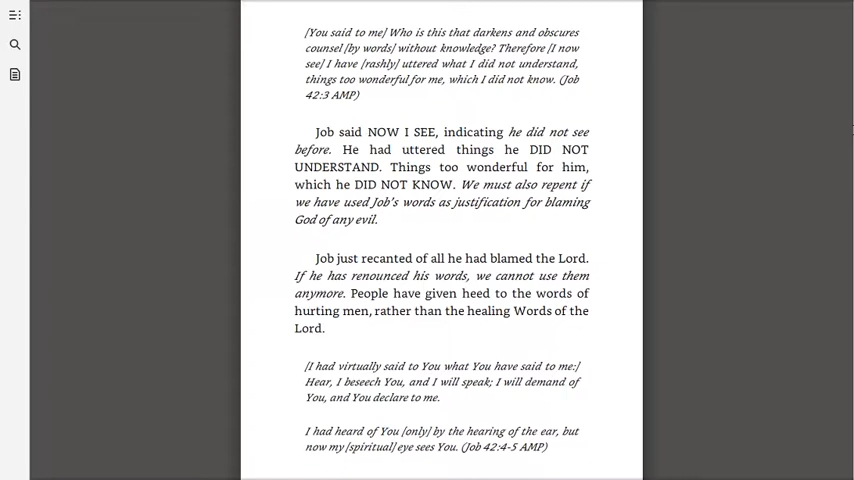 [You said to me] Who is this that darkens and obscures
counsel [by words] without knowledge? Therefore [I now
see] I have [rashly] uttered what I did not understand,
things too wonderful for me, which I did not know. (Job
42:3 AMP)
Job said NOW I SEE, indicating he did not see
before. He had uttered things he DID NOT
UNDERSTAND. Things too wonderful for him,
which he DID NOT KNOW. We must also repent if
we have used Job's words as justification for blaming
God of any evil.
Job just recanted of all he had blamed the Lord.
If he has renounced his words, we cannot use them
anymore. People have given heed to the words of
hurting men, rather than the healing Words of the
Lord.
[I had virtually said to You what You have said to me:]
Hear, I beseech You, and I will speak; I will demand of
You, and You declare to me.
I had heard of You [only] by the hearing of the ear, but
now my [spiritual] eye sees You. (Job 42:4-5 AMP)